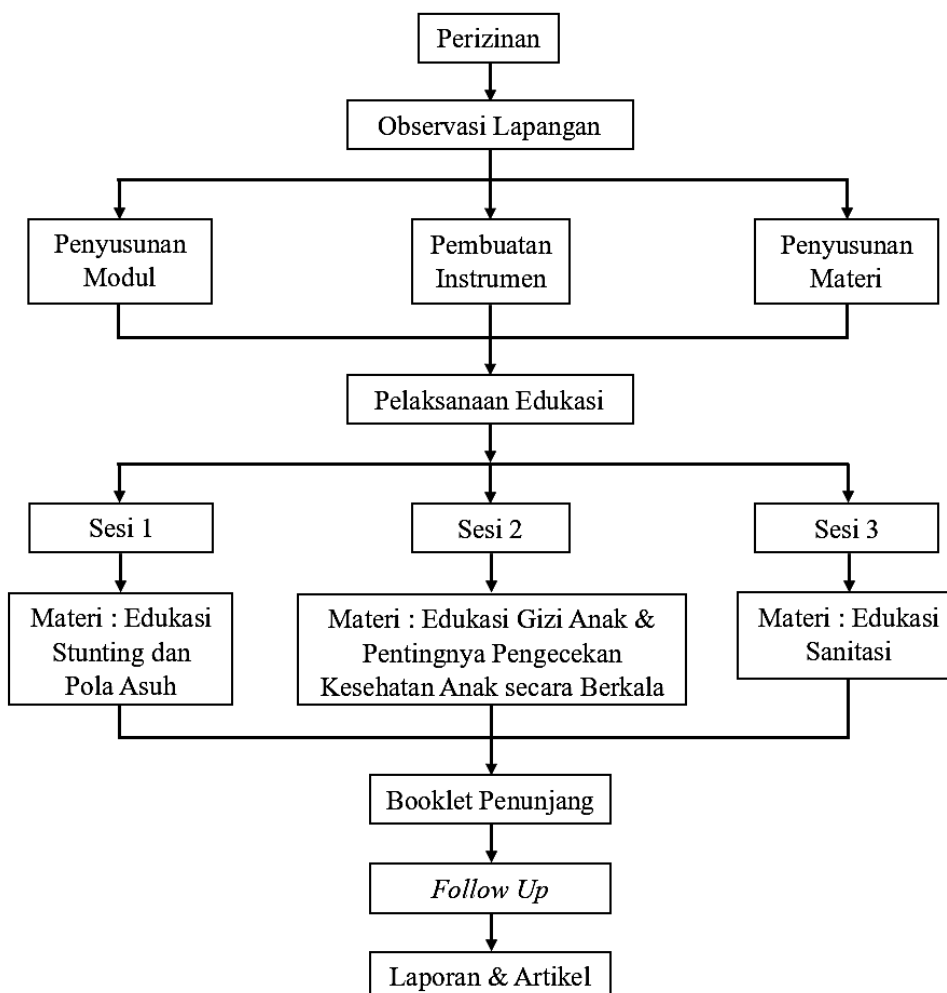 Perizinan
Observasi Lapangan
Penyusunan
Modul
Pembuatan
Instrumen
Penyusunan
Materi
Pelaksanaan Edukasi
Sesi 1
Sesi 2
Sesi 3
Materi : Edukasi
Stunting dan
Pola Asuh
Materi : Edukasi Gizi Anak &
Pentingnya Pengecekan
Kesehatan Anak secara Berkala
Materi : Edukasi
Sanitasi
Booklet Penunjang
Follow Up
Laporan & Artikel